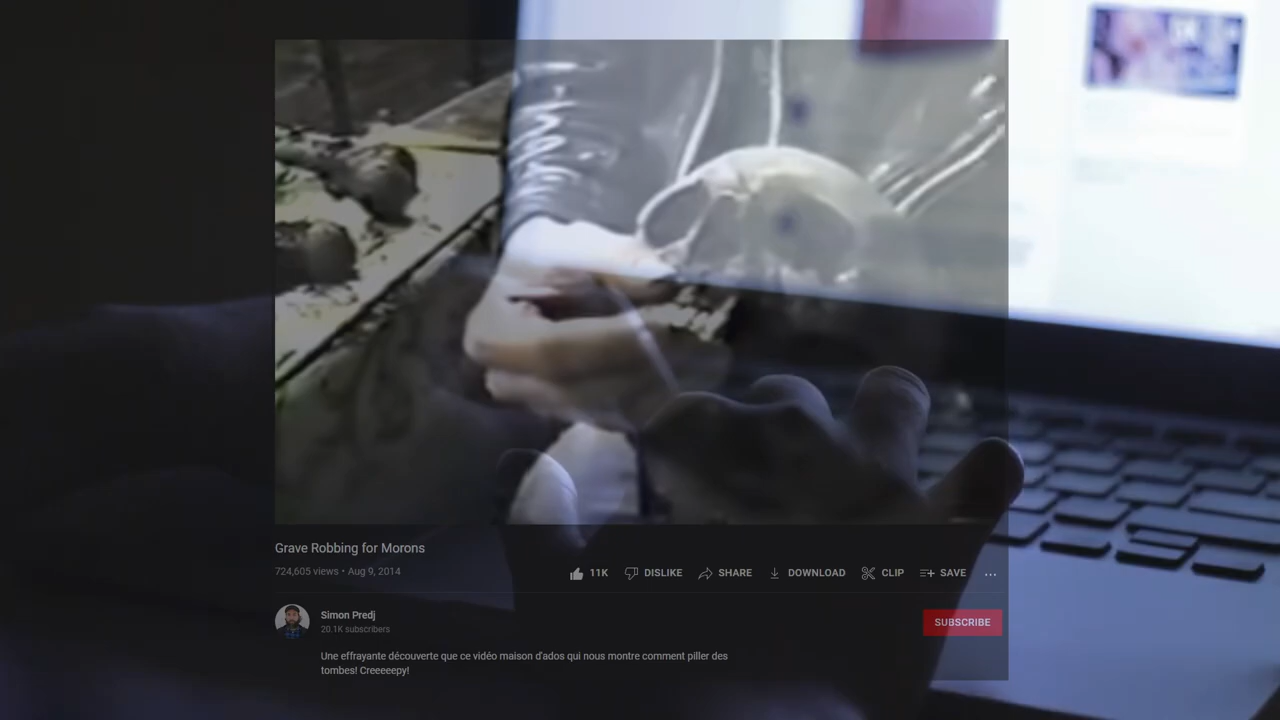 Grave Robbing for Morons
724,605 views • Aug 9, 2014
11K DISLIKE SHARE DOWNLOAD CLIP SAVE ...
Simon Predj
20.1K subscribers
SUBSCRIBE
Une effrayante découverte que ce vidéo maison d'ados qui nous montre comment piller des
tombes! Creeeeepy!